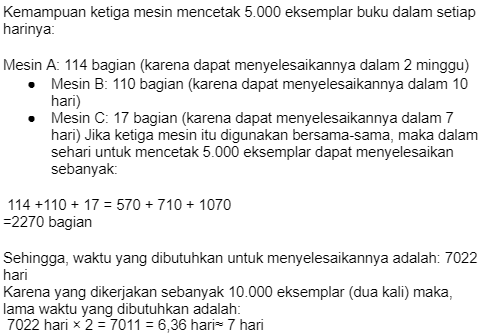 Kemampuan ketiga mesin mencetak 5.000 eksemplar buku dalam setiap
harinya:
Mesin A: 114 bagian (karena dapat menyelesaikannya dalam 2 minggu)
● Mesin B: 110 bagian (karena dapat menyelesaikannya dalam 10
hari)
● Mesin C: 17 bagian (karena dapat menyelesaikannya dalam 7
hari) Jika ketiga mesin itu digunakan bersama-sama, maka dalam
sehari untuk mencetak 5.000 eksemplar dapat menyelesaikan
sebanyak:
114 +110 + 17 = 570 + 710 + 1070
=2270 bagian
Sehingga, waktu yang dibutuhkan untuk menyelesaikannya adalah: 7022
hari
Karena yang dikerjakan sebanyak 10.000 eksemplar (dua kali) maka,
lama waktu yang dibutuhkan adalah:
7022 hari × 2 = 7011 = 6,36 hari≈ 7 hari